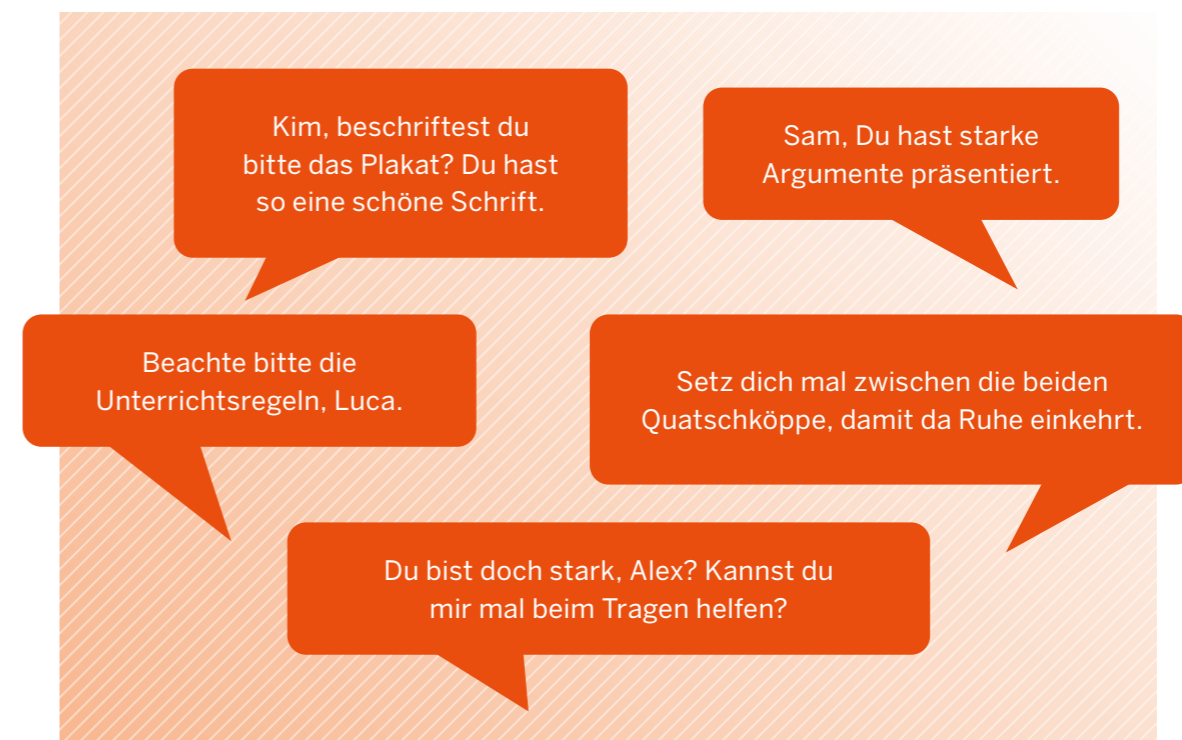 Kim, beschriftest du
bitte das Plakat? Du hast
so eine schöne Schrift.
Sam, Du hast starke
Argumente präsentiert.
Beachte bitte die
Unterrichtsregeln, Luca.
Setz dich mal zwischen die beiden
Quatschköppe, damit da Ruhe einkehrt.
Du bist doch stark, Alex? Kannst du
mir mal beim Tragen helfen?